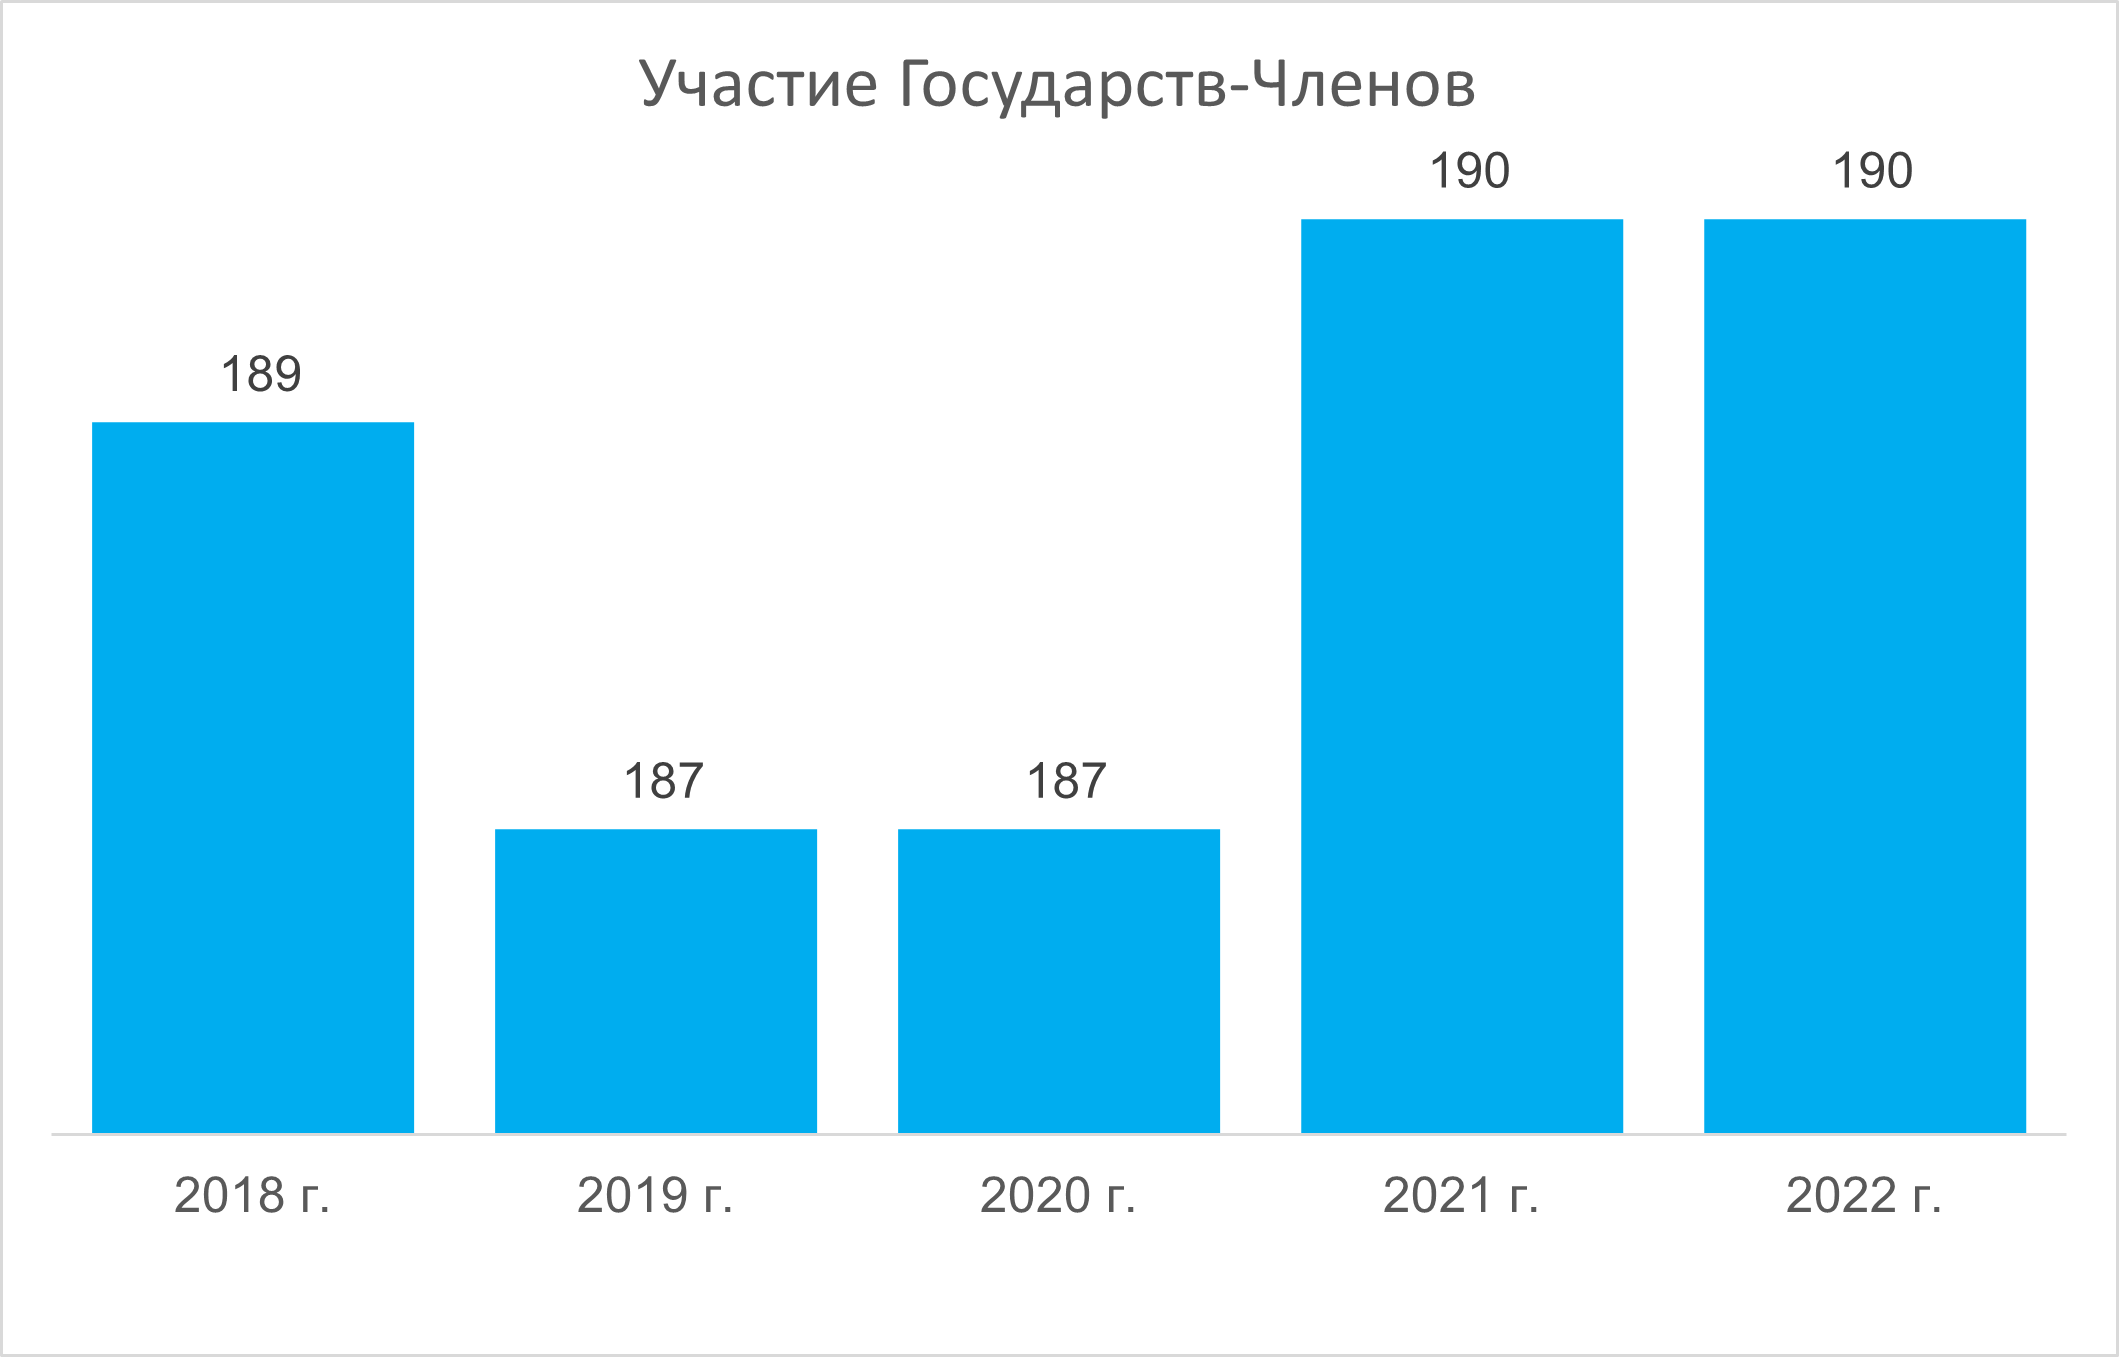 Участие Государств-Членов
190 190
189
187 187
2018 г. 2019 г. 2020 г. 2021 г. 2022 г.